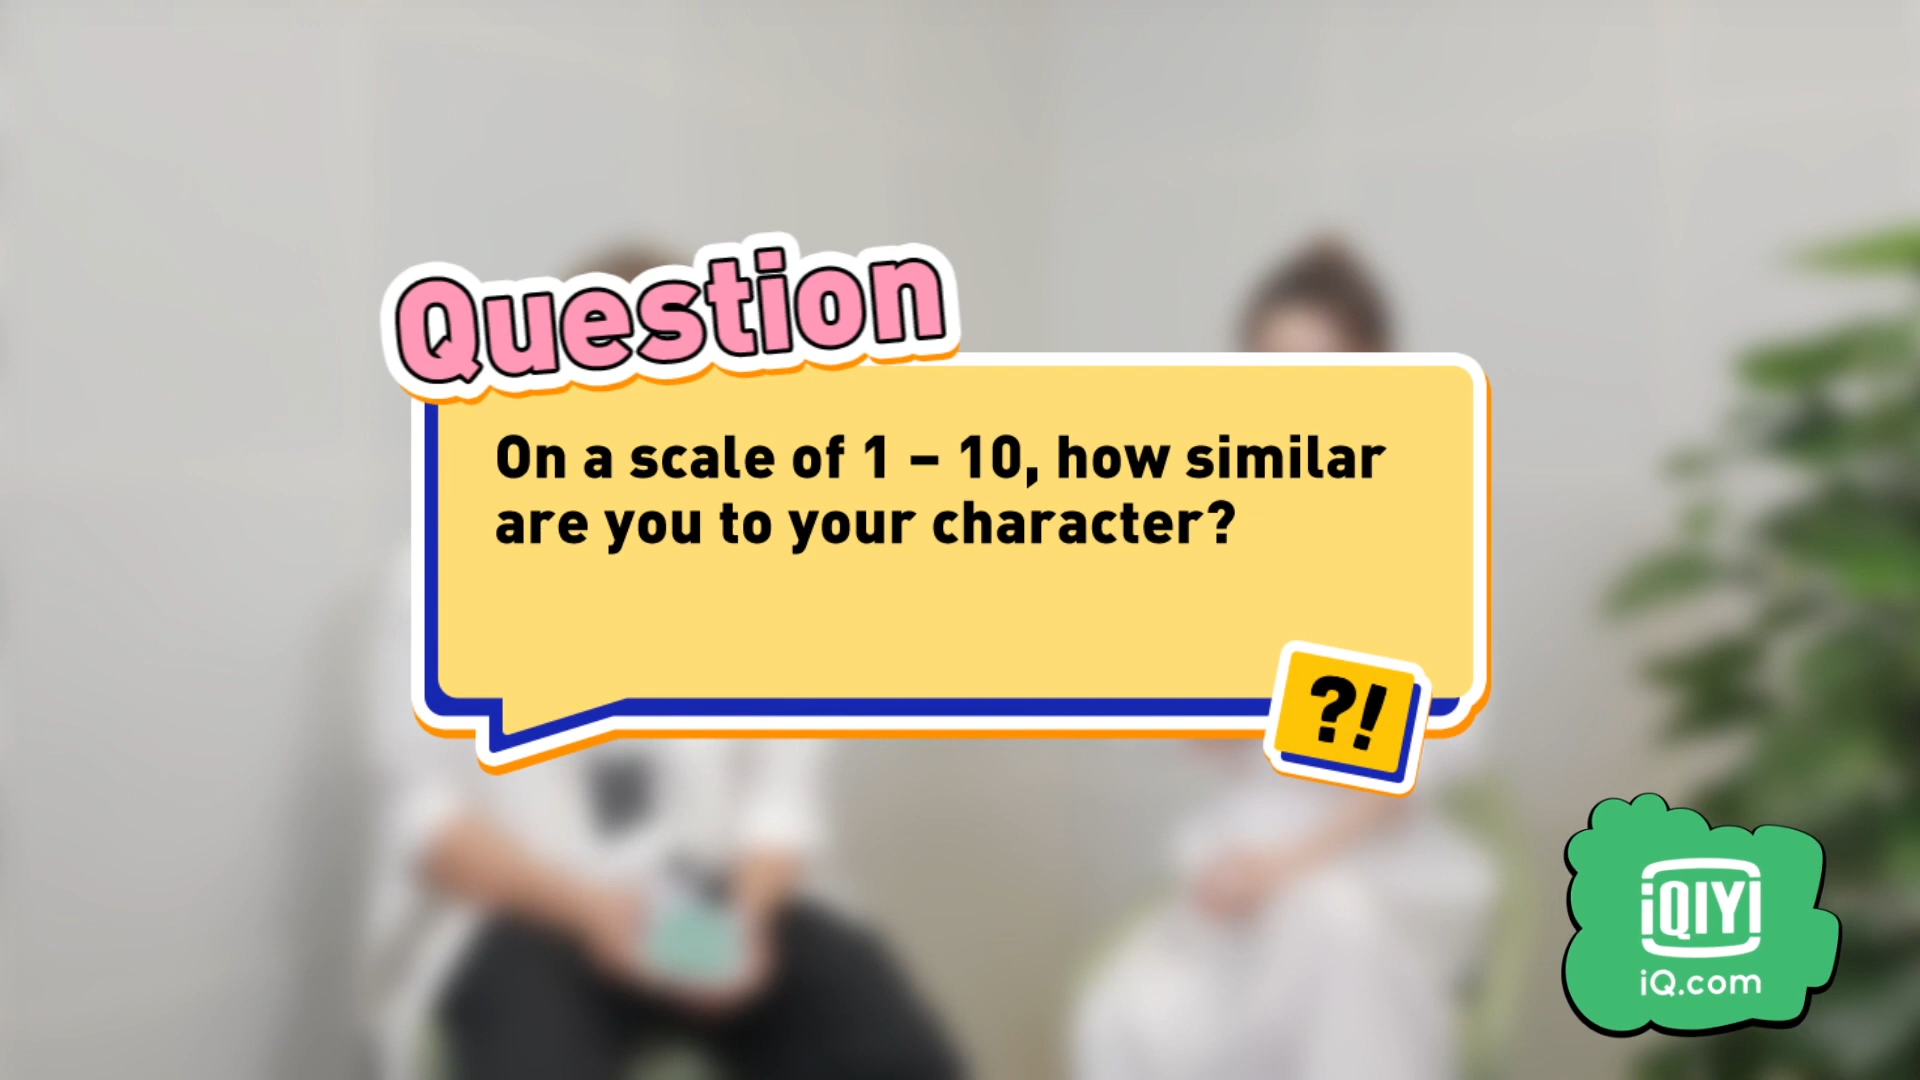 Question
On a scale of 1 – 10, how similar
are you to your character?
?!
iQIYI
iQ.com